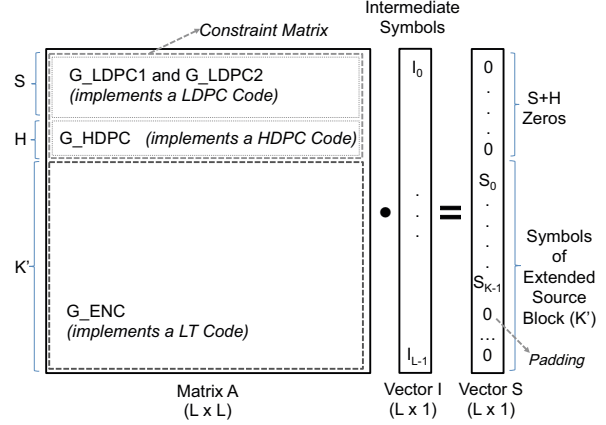 Constraint Matrix
Intermediate
Symbols
S
G_LDPC1 and G_LDPC2
(implements a LDPC Code)
H
G_HDPC (implements a HDPC Code)
K'
G_ENC
(implements a LT Code)
Matrix A
(L x L)
I0
.
.
.
IL-1
Vector I
(L x 1)
=
0
.
.
.
.
0
S0
.
.
.
.
.
SK-1
0
...
0
Vector S
(L x 1)
S+H
Zeros
Symbols
of
Extended
Source
Block (K')
Padding